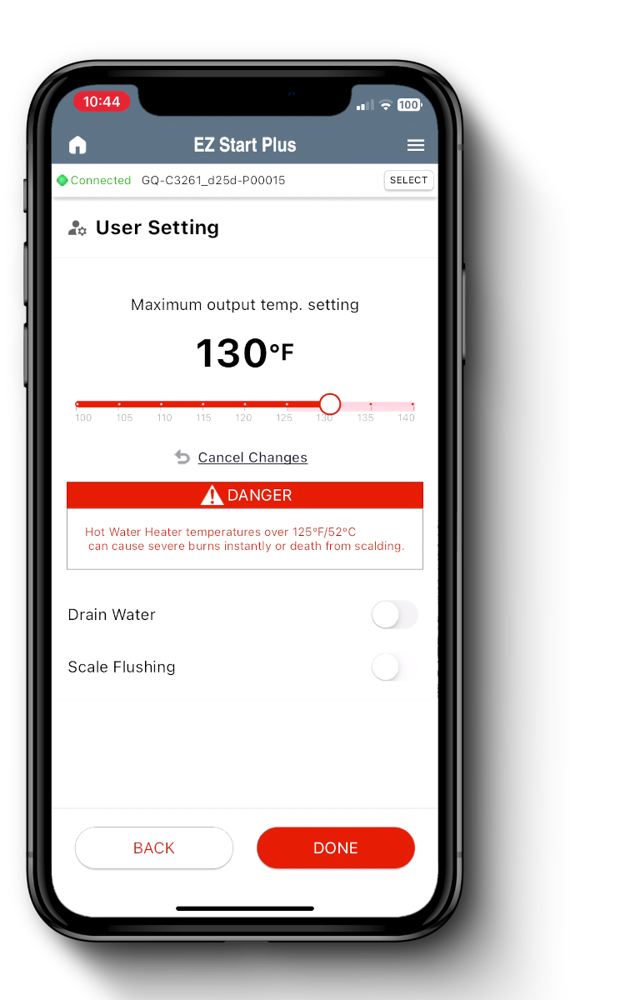 10:44
100
EZ Start Plus
Connected GQ-C3261_d25d-P00015 SELECT
User Setting
Maximum output temp. setting
130°F
100 105 110 115 120 125 130 135 140
Cancel Changes
DANGER
Hot Water Heater temperatures over 125°F/52°C
can cause severe burns instantly or death from scalding.
Drain Water
Scale Flushing
BACK DONE